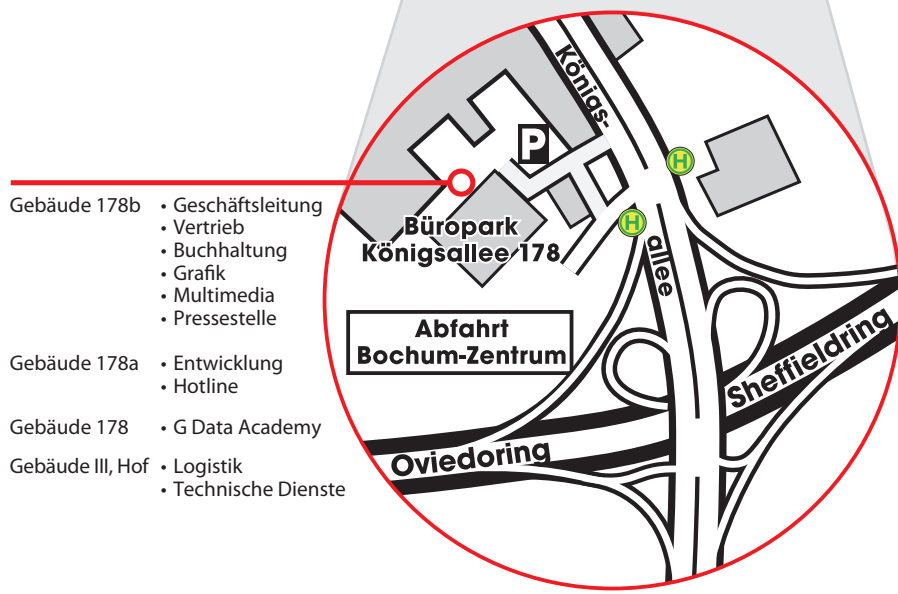 Königs-
P
H
H
allee
Büropark
Königsallee 178
Abfahrt
Bochum-Zentrum
Sheffieldring
Oviedoring
Gebäude 178b • Geschäftsleitung
• Vertrieb
• Buchhaltung
• Grafik
• Multimedia
• Pressestelle
Gebäude 178a • Entwicklung
• Hotline
Gebäude 178 • G Data Academy
Gebäude III, Hof • Logistik
• Technische Dienste